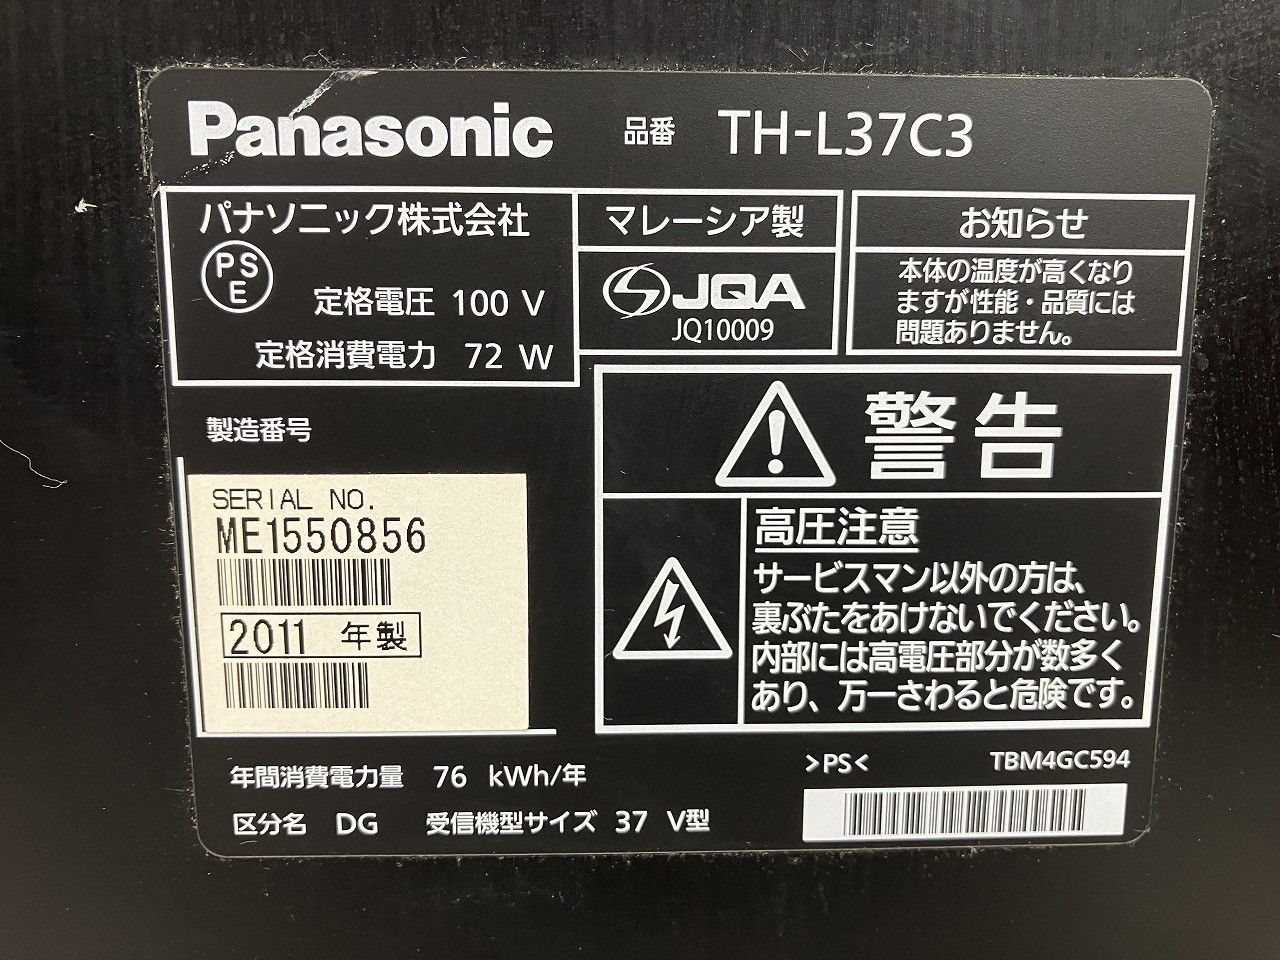 Panasonic 品番 TH-L37C3
パナソニック株式会社
PS
E
定格電圧 100 V
定格消費電力 72 W
マレーシア製
JQA
JQ10009
お知らせ
本体の温度が高くなり
ますが性能・品質には
問題ありません。
警告
高圧注意
サービスマン以外の方は、
裏ぶたをあけないでください。
内部には高電圧部分が数多く
あり、万一さわると危険です。
製造番号
SERIAL NO.
ME1550856
2011 年製
年間消費電力量 76 kWh/年
区分名 DG 受信機型サイズ 37 V型
>PS< TBM4GC594